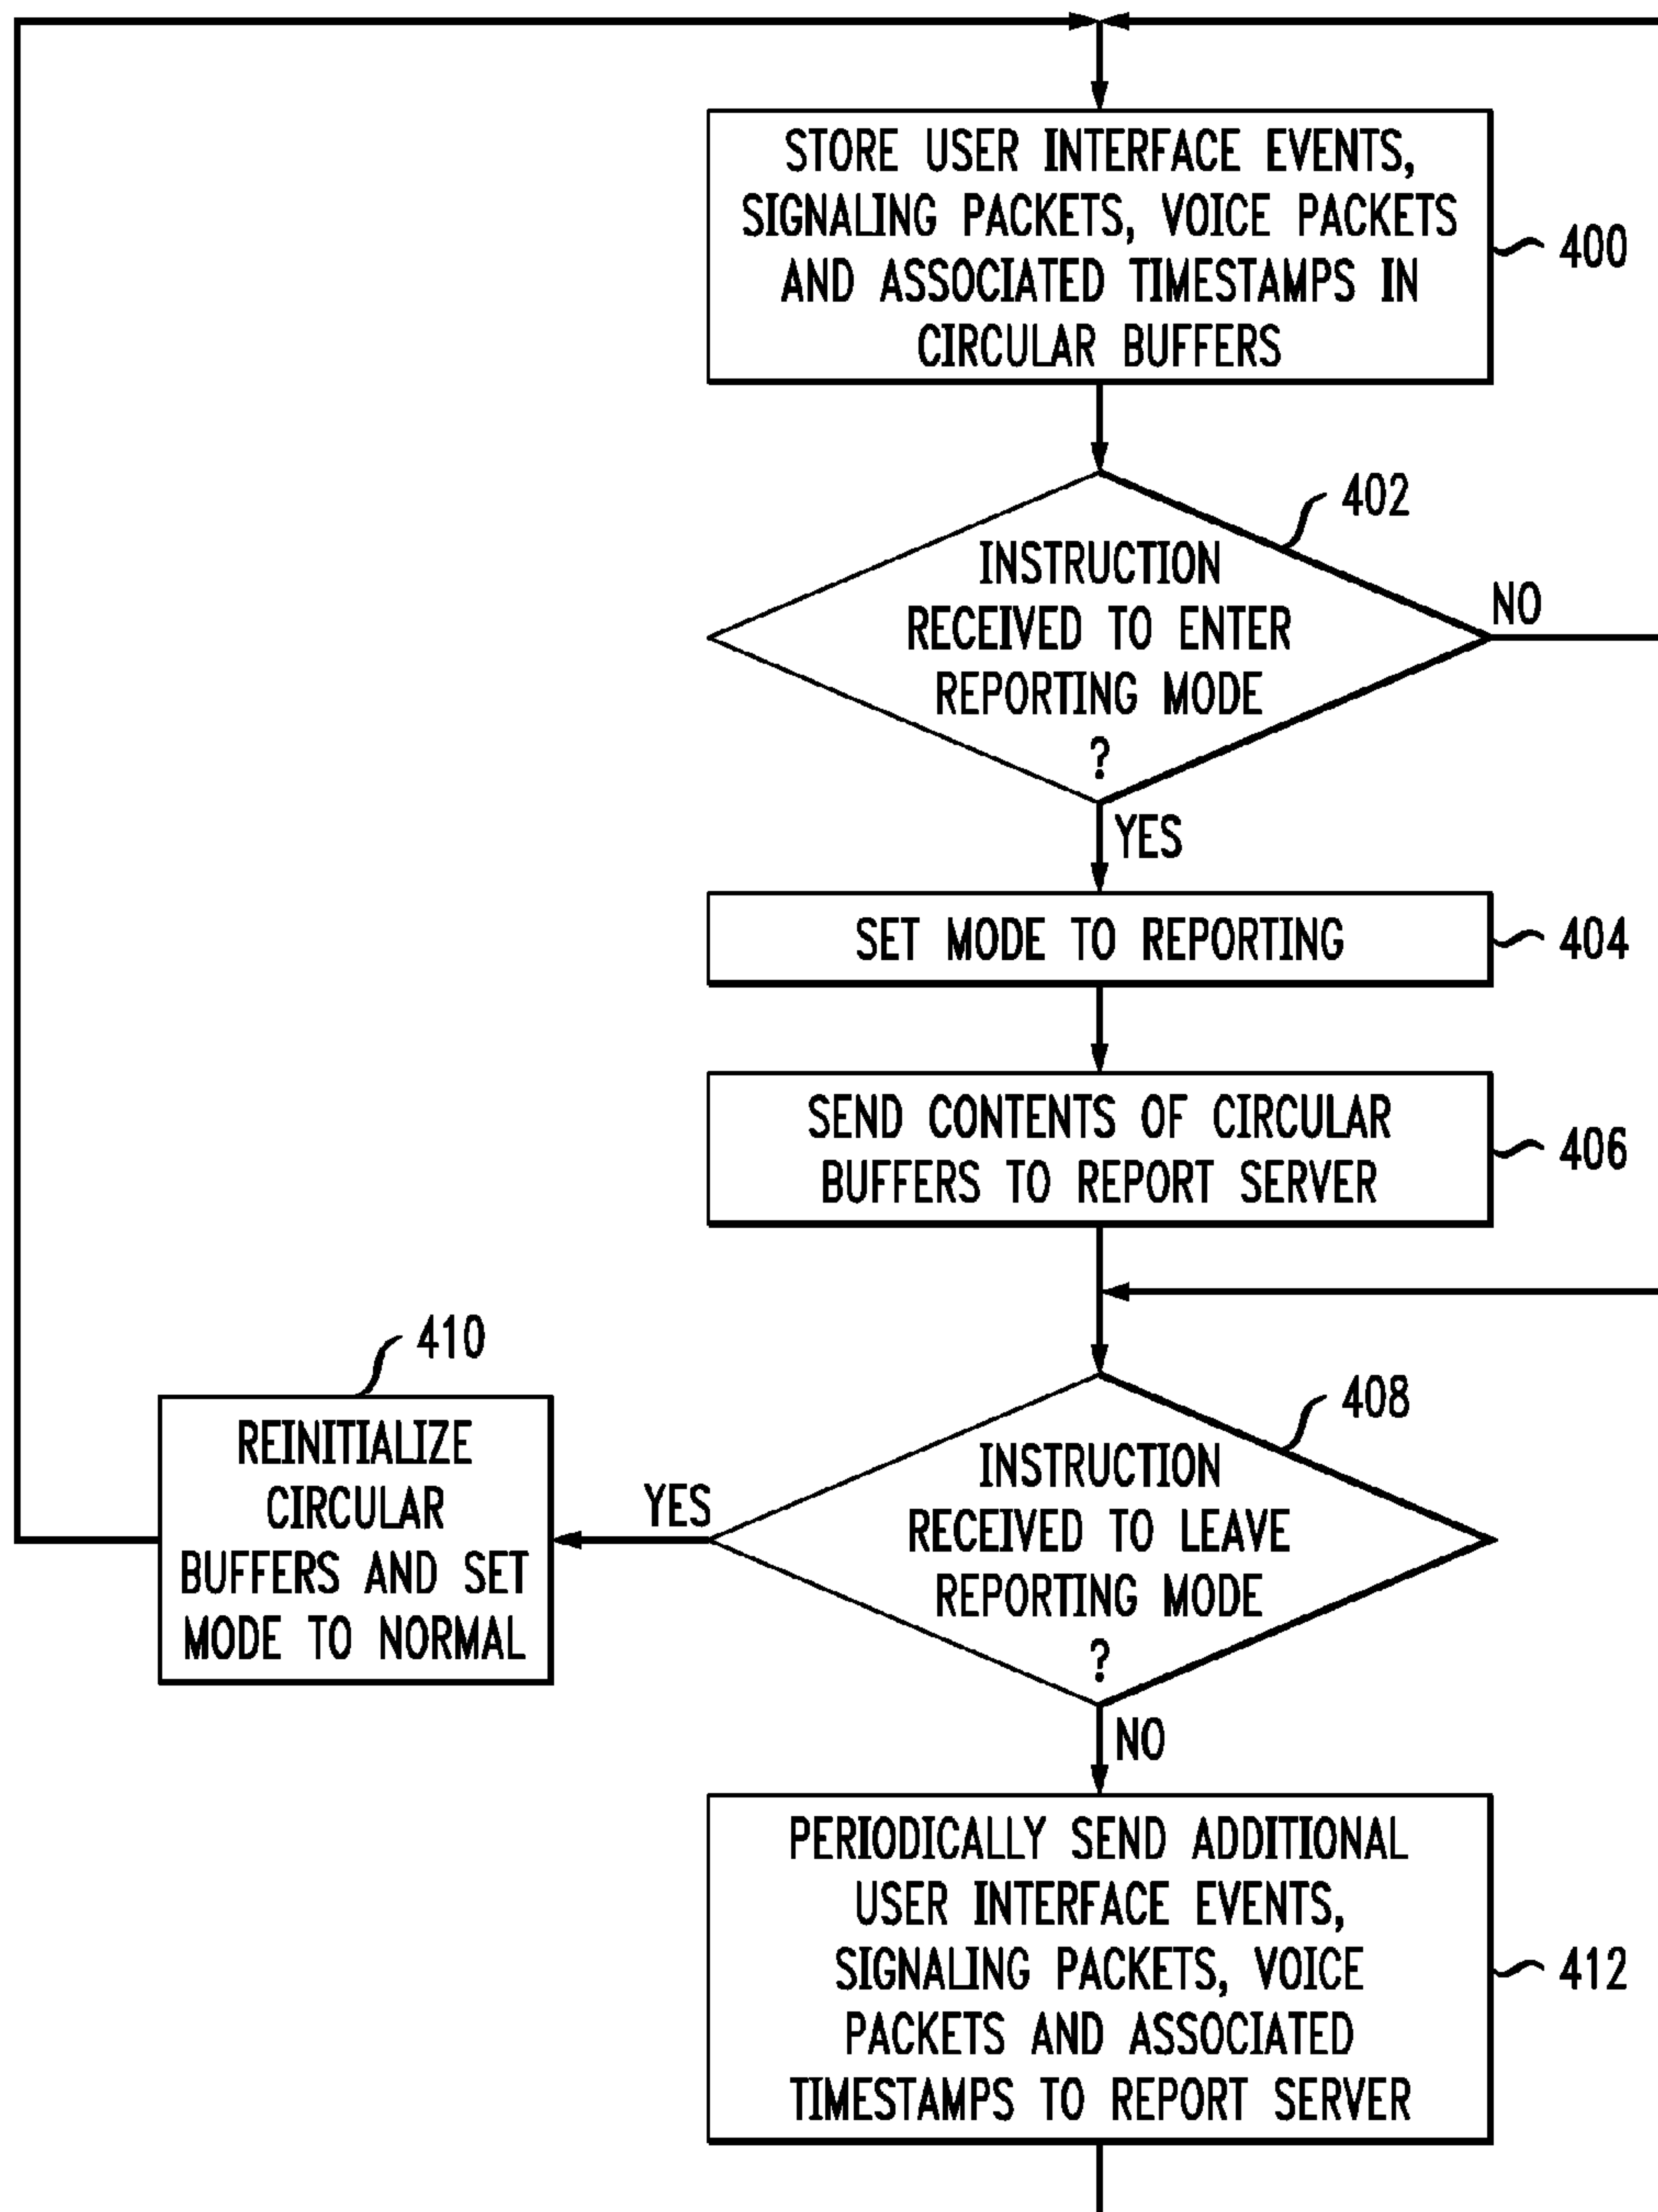 STORE USER INTERFACE EVENTS,
SIGNALING PACKETS, VOICE PACKETS
AND ASSOCIATED TIMESTAMPS IN
CIRCULAR BUFFERS
400
402
INSTRUCTION
RECEIVED TO ENTER
REPORTING MODE
?
NO
YES
SET MODE TO REPORTING
404
SEND CONTENTS OF CIRCULAR
BUFFERS TO REPORT SERVER
406
410
REINITIALIZE
CIRCULAR
BUFFERS AND SET
MODE TO NORMAL
YES
408
INSTRUCTION
RECEIVED TO LEAVE
REPORTING MODE
?
NO
PERIODICALLY SEND ADDITIONAL
USER INTERFACE EVENTS,
SIGNALING PACKETS, VOICE
PACKETS AND ASSOCIATED
TIMESTAMPS TO REPORT SERVER
412